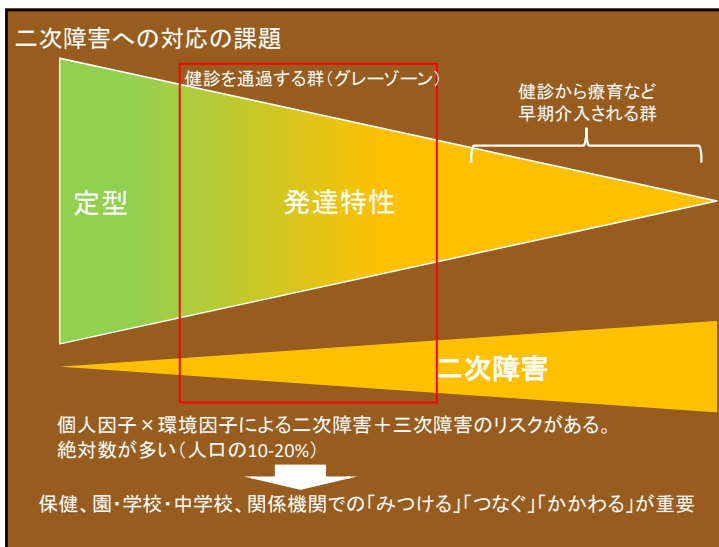 二次障害への対応の課題
健診を通過する群（グレーゾーン）
健診から療育など
早期介入される群
定型
発達特性
二次障害
個人因子×環境因子による二次障害＋三次障害のリスクがある。
絶対数が多い（人口の10-20%）
保健、園・学校・中学校、関係機関での「みつける」「つなぐ」「かかわる」が重要